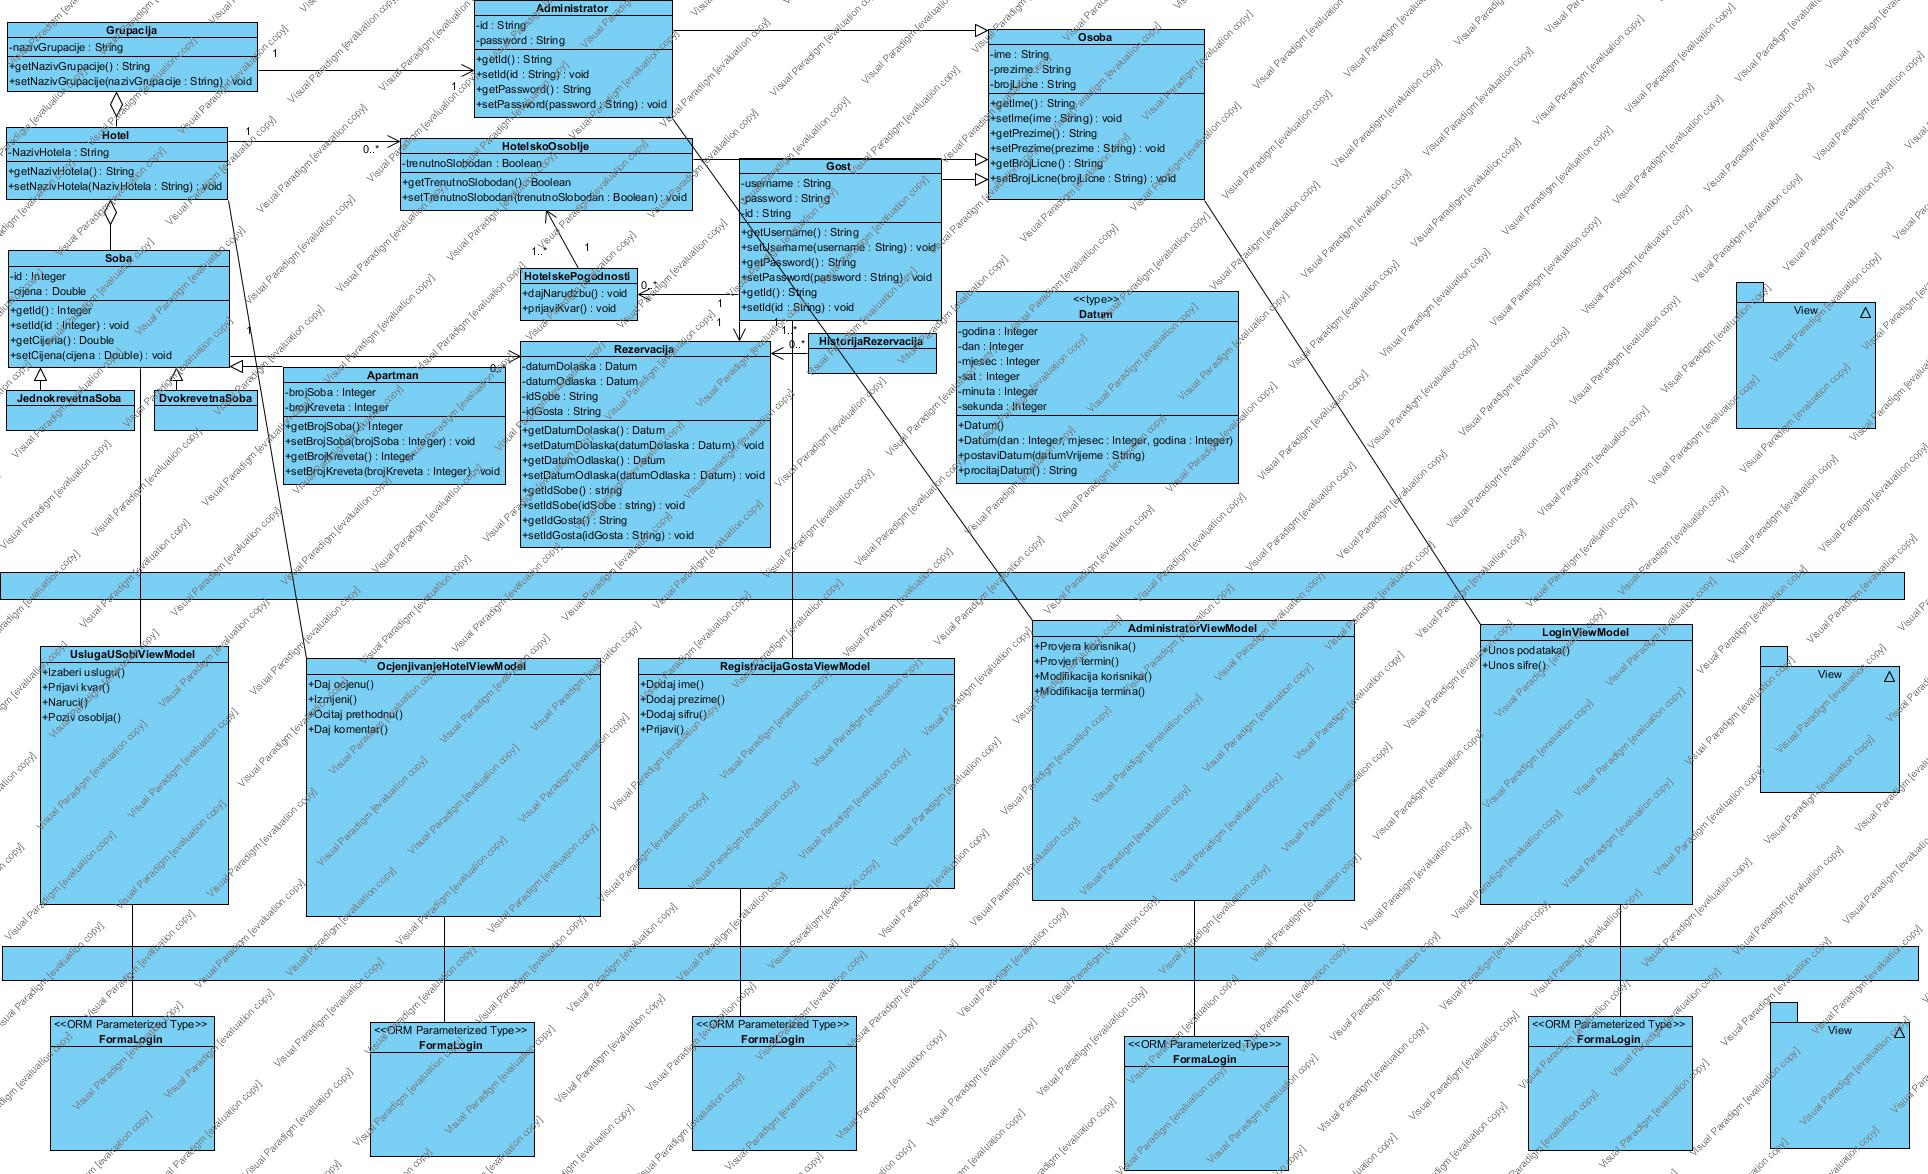 Grupacija
-nazivGrupacije : String
+getNazivGrupacije() : String
+setNazivGrupacije(nazivGrupacije : String) : void
1
1
Administrator
-id : String
-password : String
+getId() : String
+setId(id : String) : void
+getPassword() : String
+setPassword(password : String) : void
Osoba
-ime : String
-prezime : String
-brojLicne : String
+getIme() : String
+setIme(ime : String) : void
+getPrezime() : String
+setPrezime(prezime : String) : void
+getBrojLicne() : String
+setBrojLicne(brojLicne : String) : void
Hotel
-NazivHotela : String
+getNazivHotela() : String
+setNazivHotela(NazivHotela : String) : void
1
0..*
HotelskoOsoblje
-trenutnoSlobodan : Boolean
+getTrenutnoSlobodan() : Boolean
+setTrenutnoSlobodan(trenutnoSlobodan : Boolean) : void
Gost
-username : String
-password : String
-id : String
+getUsername() : String
+setUsername(username : String) : void
+getPassword() : String
+setPassword(password : String) : void
+getId() : String
+setId(id : String) : void
1..*
1
HotelskePogodnosti
+dajNarudzbu() : void
+prijaviKvar() : void
0..*
1
1
1
1..*
0..*
HistorijaRezervacija
Soba
-id : Integer
-cijena : Double
+getId() : Integer
+setId(id : Integer) : void
+getCijena() : Double
+setCijena(cijena : Double) : void
1
0..*
JednokrevetnaSoba
DvokrevetnaSoba
Apartman
-brojSoba : Integer
-brojKreveta : Integer
+getBrojSoba() : Integer
+setBrojSoba(brojSoba : Integer) : void
+getBrojKreveta() : Integer
+setBrojKreveta(brojKreveta : Integer) : void
Rezervacija
-datumDolaska : Datum
-datumOdlaska : Datum
-idSobe : String
-idGosta : String
+getDatumDolaska() : Datum
+setDatumDolaska(datumDolaska : Datum) : void
+getDatumOdlaska() : Datum
+setDatumOdlaska(datumOdlaska : Datum) : void
+getIdSobe() : string
+setIdSobe(idSobe : string) : void
+getIdGosta() : String
+setIdGosta(idGosta : String) : void
<<type>>
Datum
-godina : Integer
-dan : Integer
-mjesec : Integer
-sat : Integer
-minuta : Integer
-sekunda : Integer
+Datum()
+Datum(dan : Integer, mjesec : Integer, godina : Integer)
+postaviDatum(datumVrijeme : String)
+procitajDatum() : String
View
UslugaUSobiViewModel
+Izaberi uslugu()
+Prijavi kvar()
+Naruci()
+Poziv osoblja()
OcjenjivanjeHotelViewModel
+Daj ocjenu()
+Izmjeni()
+Ocitaj prethodnu()
+Daj komentar()
RegistracijaGostaViewModel
+Dodaj ime()
+Dodaj prezime()
+Dodaj sifru()
+Prijavi()
AdministratorViewModel
+Provjera korisnika()
+Provjeri termin()
+Modifikacija korisnika()
+Modifikacija termina()
LoginViewModel
+Unos podataka()
+Unos sifre()
View
<<ORM Parameterized Type>>
FormaLogin
<<ORM Parameterized Type>>
FormaLogin
<<ORM Parameterized Type>>
FormaLogin
<<ORM Parameterized Type>>
FormaLogin
<<ORM Parameterized Type>>
FormaLogin
View
Visual Paradigm [evaluation copy]